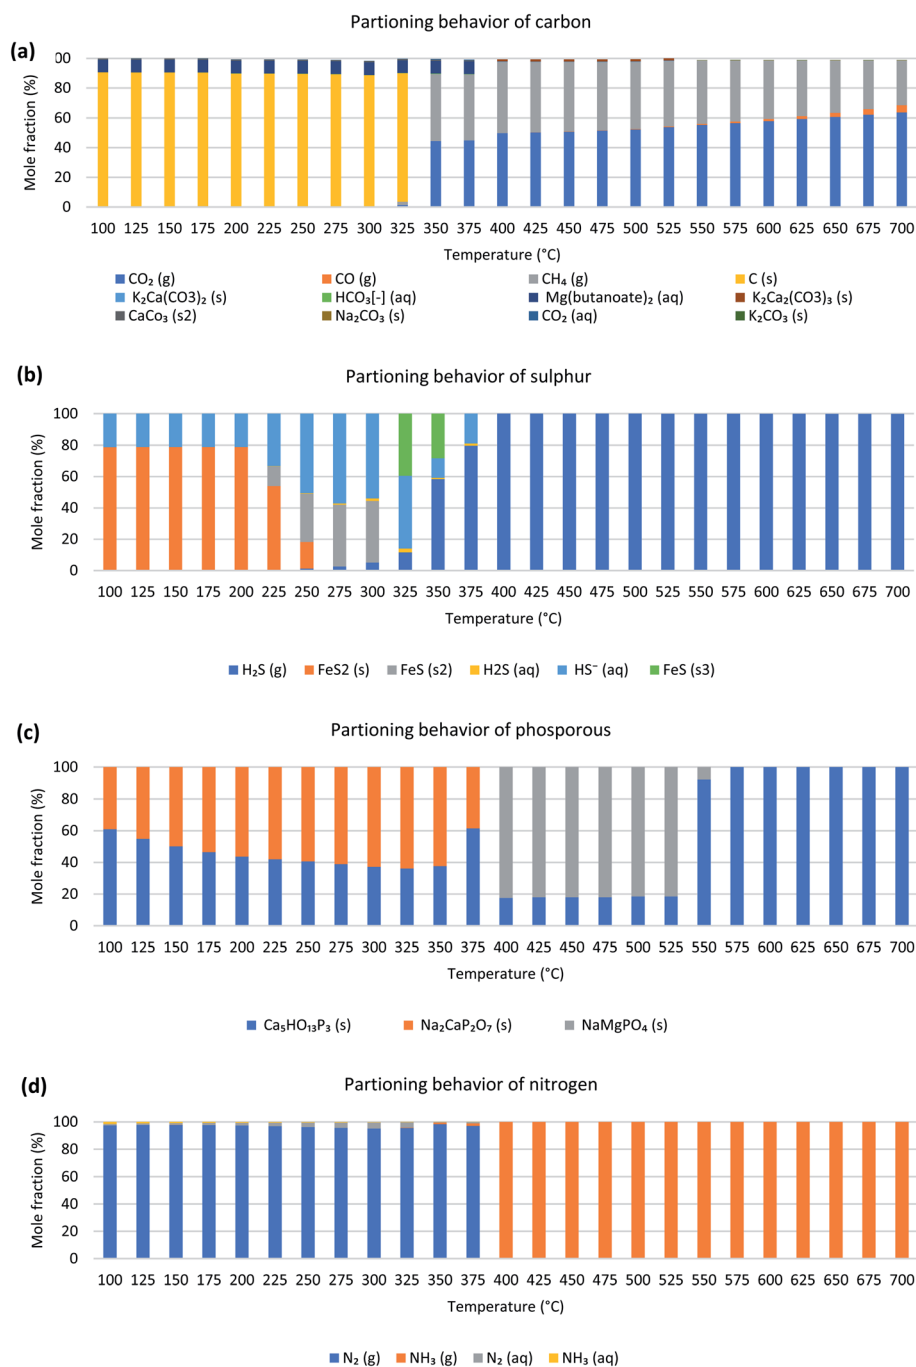 Partioning behavior of carbon
(a)
00
80
60
40
20
0
Mole fraction (%)
100 125 150 175 200 225 250 275 300 325 350 375 400 425 450 475 500 525 550 575 600 625 650 675 700
Temperature (°C)
CO₂ (g) CO (g) CH₄ (g) C (s)
K₂Ca(CO3)₂ (s) HCO₃[-] (aq) Mg(butanoate)₂ (aq) K₂Ca₂(CO3)₃ (s)
CaCo₃ (s2) Na₂CO₃ (s) CO₂ (aq) K₂CO₃ (s)
(b)
Partioning behavior of sulphur
100
80
60
40
20
0
Mole fraction (%)
100 125 150 175 200 225 250 275 300 325 350 375 400 425 450 475 500 525 550 575 600 625 650 675 700
Temperature (°C)
H₂S (g) FeS2 (s) FeS (s2) H2S (aq) HS⁻ (aq) FeS (s3)
(c)
Partioning behavior of phosporous
100
80
60
40
20
0
Mole fraction (%)
100 125 150 175 200 225 250 275 300 325 350 375 400 425 450 475 500 525 550 575 600 625 650 675 700
Temperature (°C)
Ca₅HO₁₃P₃ (s) Na₂CaP₂O₇ (s) NaMgPO₄ (s)
(d)
Partioning behavior of nitrogen
100
80
60
40
20
0
Mole fraction (%)
100 125 150 175 200 225 250 275 300 325 350 375 400 425 450 475 500 525 550 575 600 625 650 675 700
Temperature (°C)
N₂ (g) NH₃ (g) N₂ (aq) NH₃ (aq)